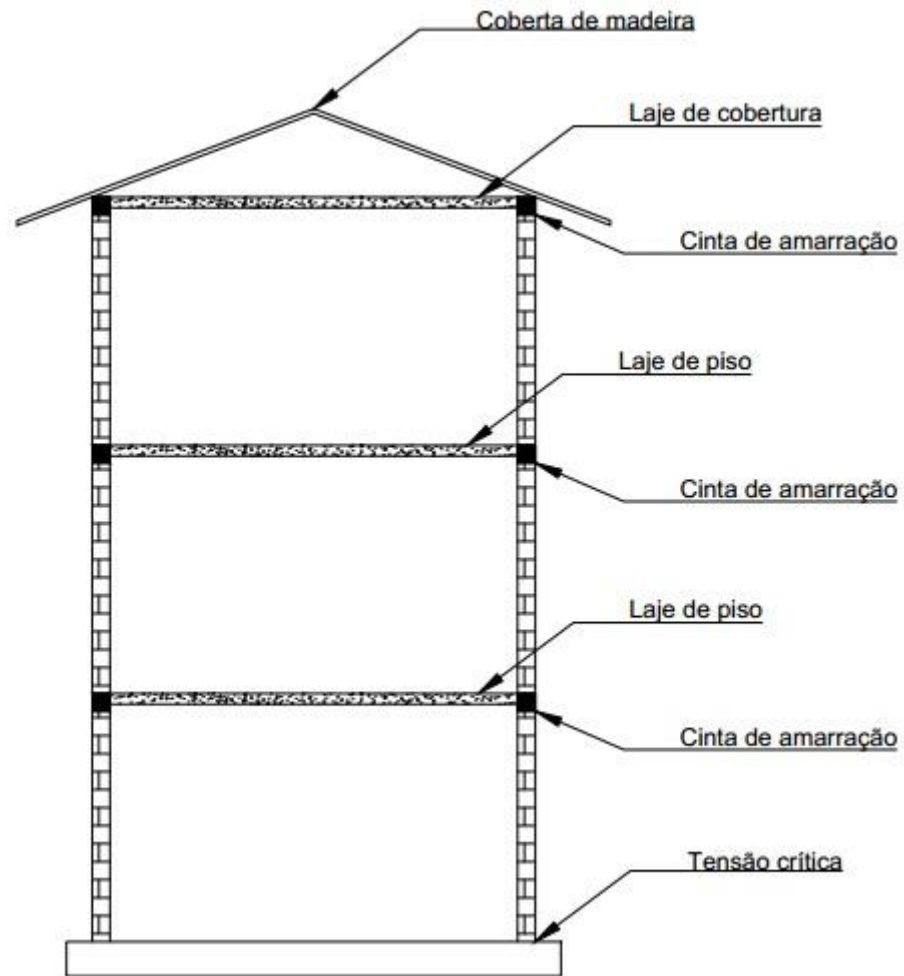 Coberta de madeira
Laje de cobertura
Cinta de amarração
Laje de piso
Cinta de amarração
Laje de piso
Cinta de amarração
Tensão crítica